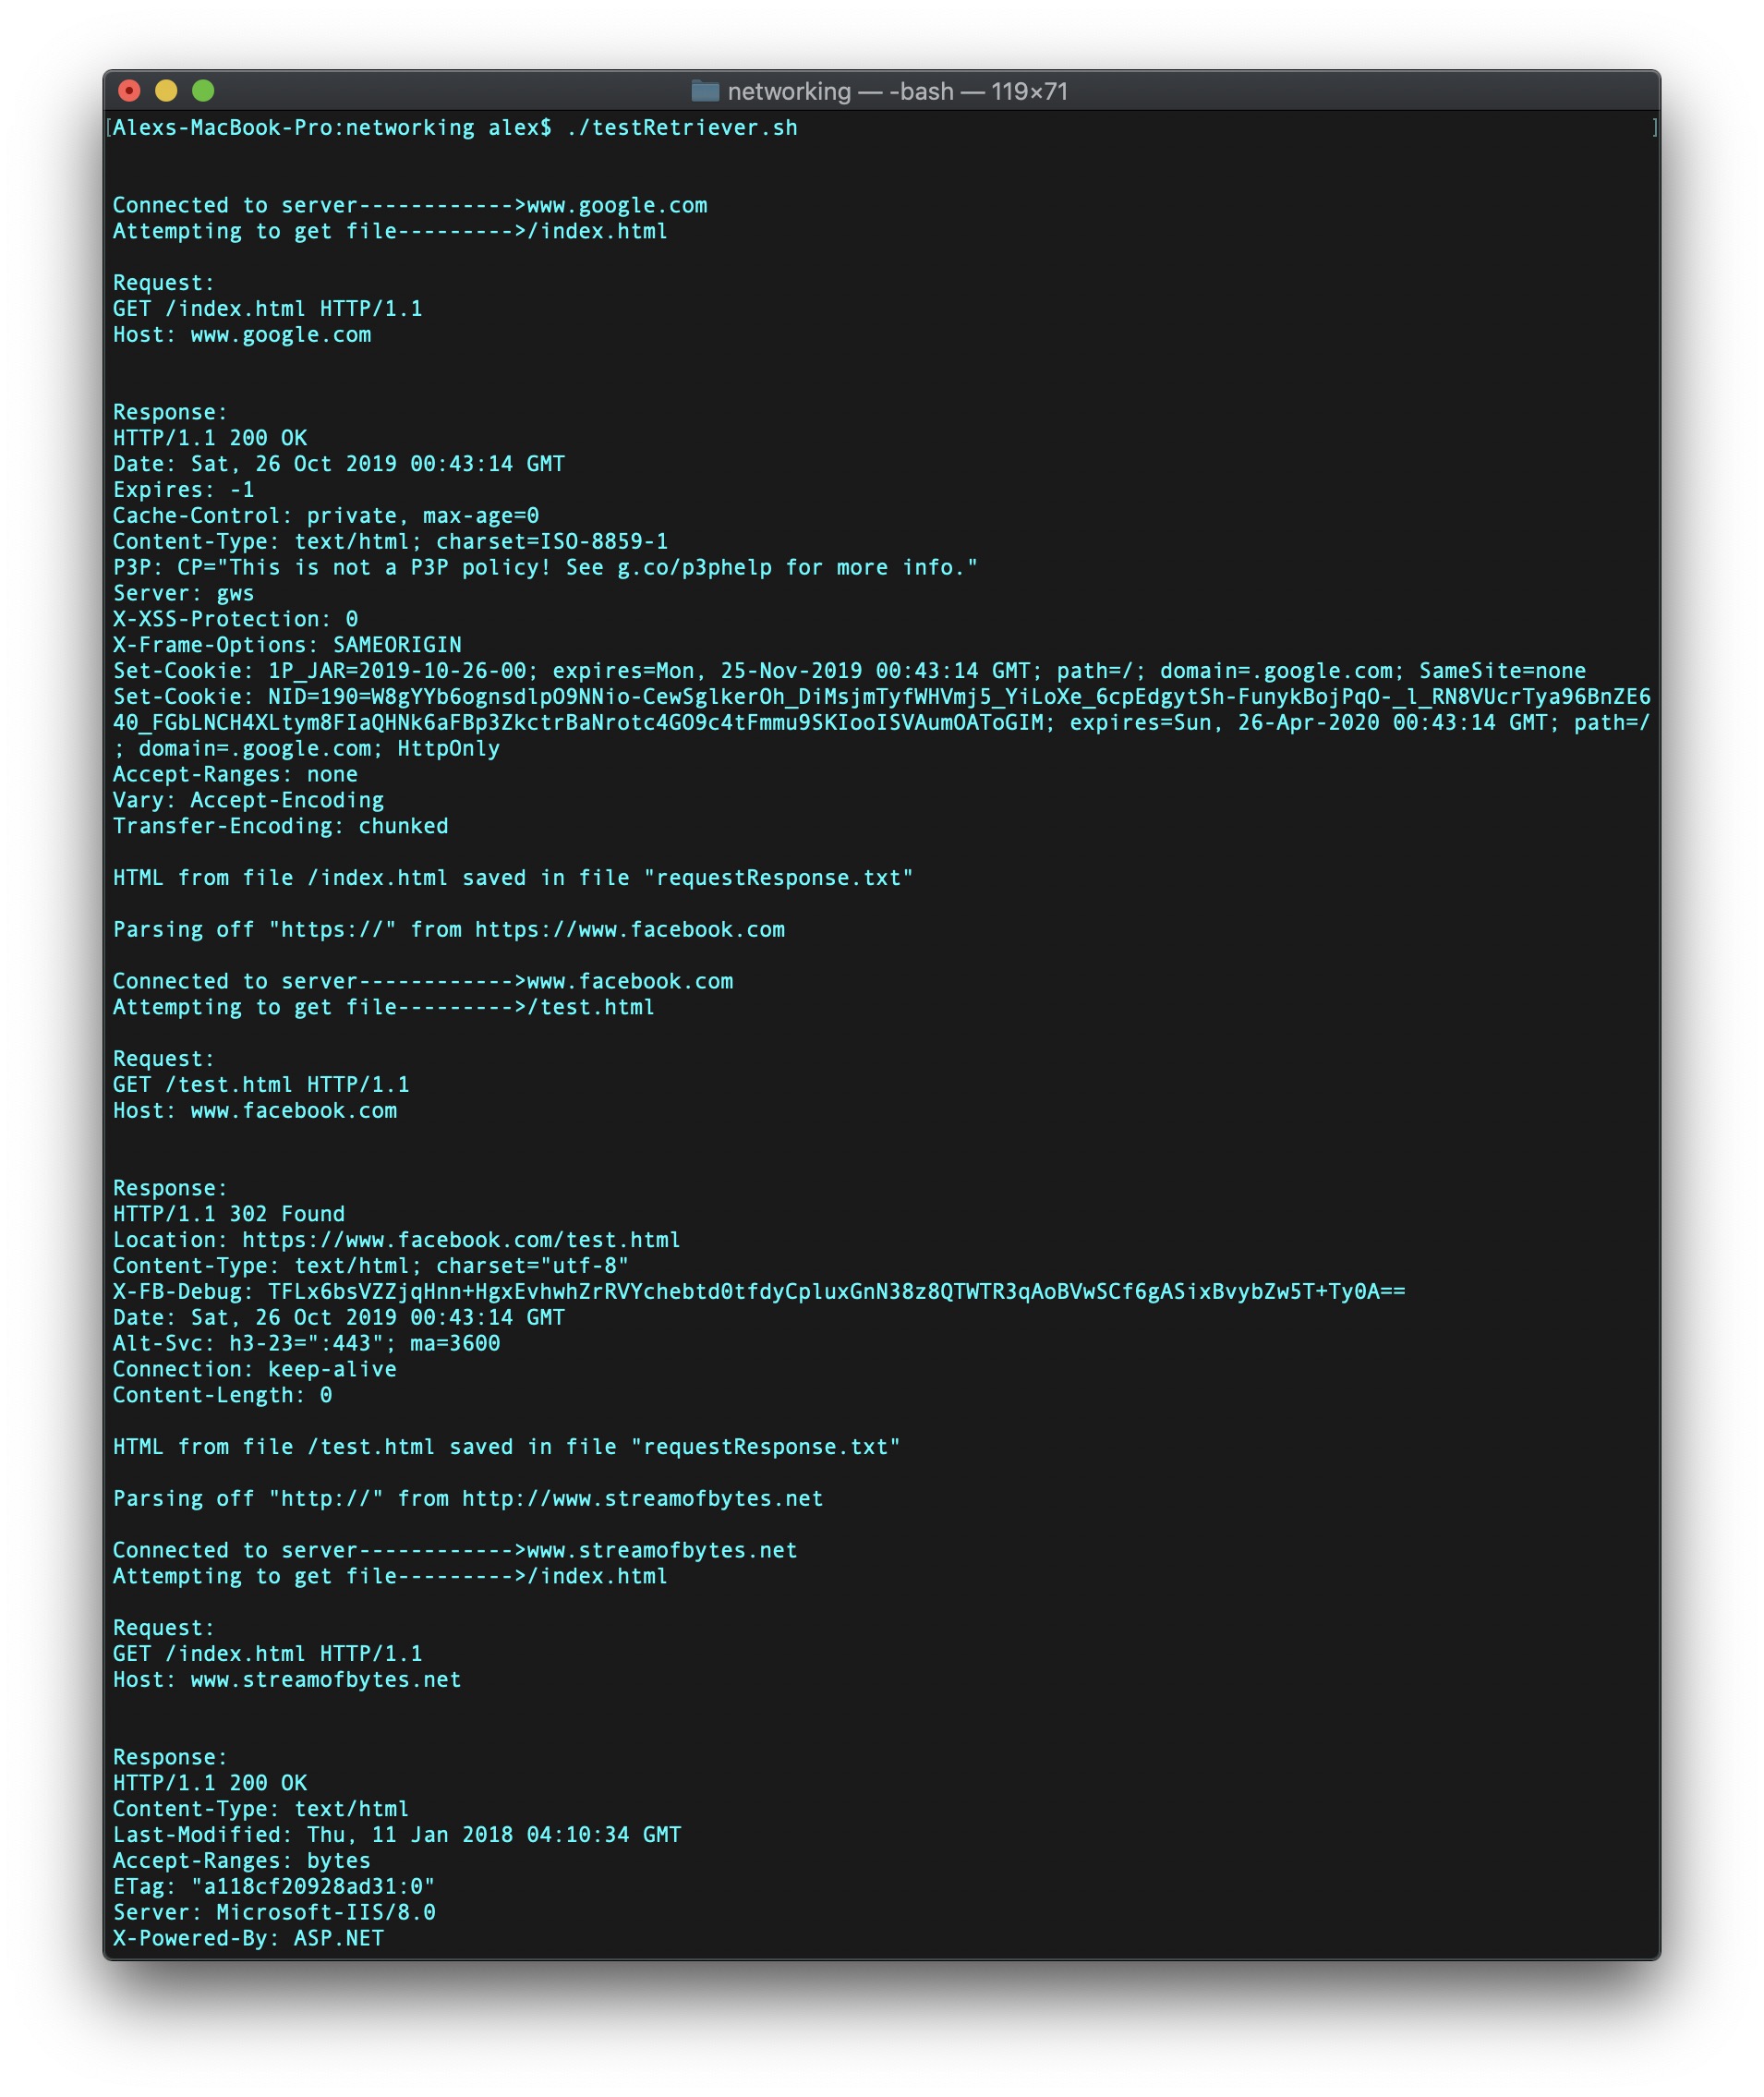 networking — -bash — 119×71
[Alexs-MacBook-Pro:networking alex$ ./testRetriever.sh ]
Connected to server------------>www.google.com
Attempting to get file--------->/index.html
Request:
GET /index.html HTTP/1.1
Host: www.google.com
Response:
HTTP/1.1 200 OK
Date: Sat, 26 Oct 2019 00:43:14 GMT
Expires: -1
Cache-Control: private, max-age=0
Content-Type: text/html; charset=ISO-8859-1
P3P: CP="This is not a P3P policy! See g.co/p3phelp for more info."
Server: gws
X-XSS-Protection: 0
X-Frame-Options: SAMEORIGIN
Set-Cookie: 1P_JAR=2019-10-26-00; expires=Mon, 25-Nov-2019 00:43:14 GMT; path=/; domain=.google.com; SameSite=none
Set-Cookie: NID=190=W8gYYb6ognsdlpO9NNio-CewSglkerOh_DiMsjmTyfWHVmj5_YiLoXe_6cpEdgytSh-FunykBojPqO-_l_RN8VUcrTya96BnZE6
40_FGbLNCH4XLtym8FIaQHNk6aFBp3ZkctrBaNrotc4GO9c4tFmmu9SKIooISVAumOAToGIM; expires=Sun, 26-Apr-2020 00:43:14 GMT; path=/
; domain=.google.com; HttpOnly
Accept-Ranges: none
Vary: Accept-Encoding
Transfer-Encoding: chunked
HTML from file /index.html saved in file "requestResponse.txt"
Parsing off "https://" from https://www.facebook.com
Connected to server------------>www.facebook.com
Attempting to get file--------->/test.html
Request:
GET /test.html HTTP/1.1
Host: www.facebook.com
Response:
HTTP/1.1 302 Found
Location: https://www.facebook.com/test.html
Content-Type: text/html; charset="utf-8"
X-FB-Debug: TFLx6bsVZZjqHnn+HgxEvhwhZrRVYchebtd0tfdyCpluxGnN38z8QTWTR3qAoBVwSCf6gASixBvybZw5T+Ty0A==
Date: Sat, 26 Oct 2019 00:43:14 GMT
Alt-Svc: h3-23=":443"; ma=3600
Connection: keep-alive
Content-Length: 0
HTML from file /test.html saved in file "requestResponse.txt"
Parsing off "http://" from http://www.streamofbytes.net
Connected to server------------>www.streamofbytes.net
Attempting to get file--------->/index.html
Request:
GET /index.html HTTP/1.1
Host: www.streamofbytes.net
Response:
HTTP/1.1 200 OK
Content-Type: text/html
Last-Modified: Thu, 11 Jan 2018 04:10:34 GMT
Accept-Ranges: bytes
ETag: "a118cf20928ad31:0"
Server: Microsoft-IIS/8.0
X-Powered-By: ASP.NET